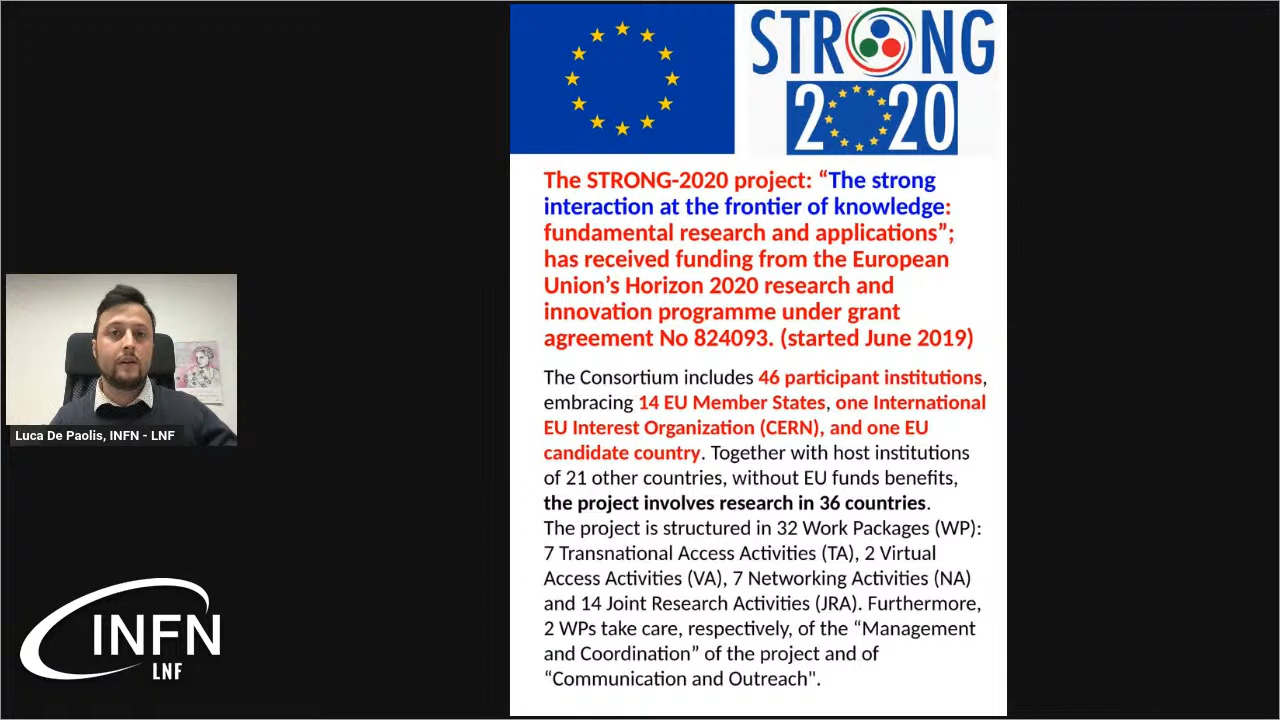 STRONG
2020
The STRONG-2020 project: “The strong
interaction at the frontier of knowledge:
fundamental research and applications”;
has received funding from the European
Union’s Horizon 2020 research and
innovation programme under grant
agreement No 824093. (started June 2019)
The Consortium includes 46 participant institutions,
embracing 14 EU Member States, one International
EU Interest Organization (CERN), and one EU
candidate country. Together with host institutions
of 21 other countries, without EU funds benefits,
the project involves research in 36 countries.
The project is structured in 32 Work Packages (WP):
7 Transnational Access Activities (TA), 2 Virtual
Access Activities (VA), 7 Networking Activities (NA)
and 14 Joint Research Activities (JRA). Furthermore,
2 WPs take care, respectively, of the “Management
and Coordination” of the project and of
“Communication and Outreach".
Luca De Paolis, INFN - LNF
INFN
LNF